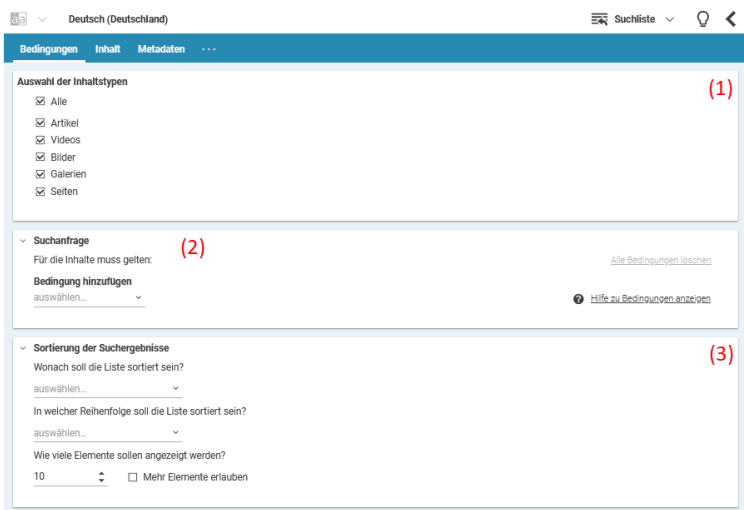 āa Deutsch (Deutschland) Suchliste
Bedingungen Inhalt Metadaten ···
Auswahl der Inhaltstypen (1)
Alle
Artikel
Videos
Bilder
Galerien
Seiten
Suchanfrage (2)
Für die Inhalte muss gelten: Alle Bedingungen löschen
Bedingung hinzufügen
auswählen... ? Hilfe zu Bedingungen anzeigen
Sortierung der Suchergebnisse (3)
Wonach soll die Liste sortiert sein?
auswählen...
In welcher Reihenfolge soll die Liste sortiert sein?
auswählen...
Wie viele Elemente sollen angezeigt werden?
10 Mehr Elemente erlauben